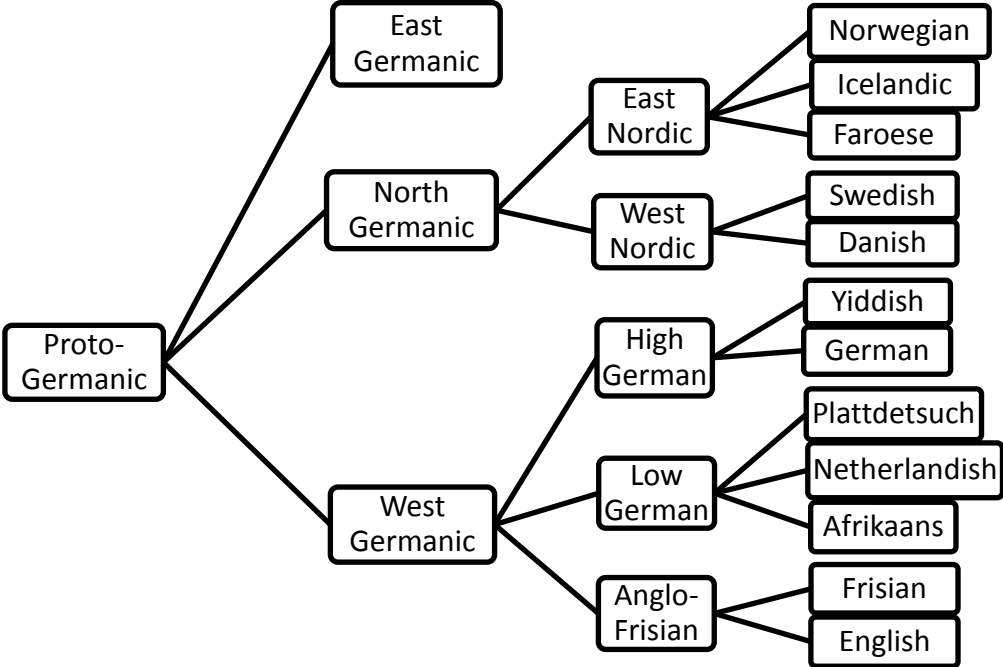 East
Germanic
Norwegian
Icelandic
Faroese
East
Nordic
North
Germanic
West
Nordic
Swedish
Danish
Proto-
Germanic
High
German
Yiddish
German
Plattdetsuch
Netherlandish
Afrikaans
Low
German
West
Germanic
Anglo-
Frisian
Frisian
English